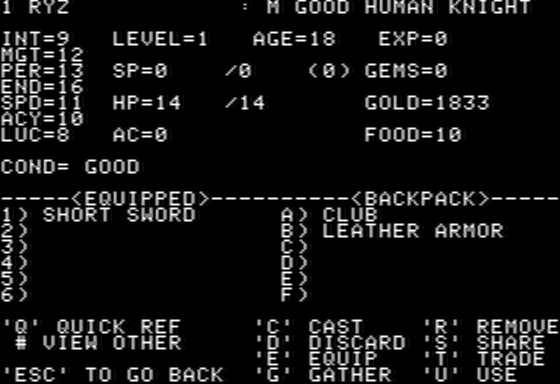 1 RYZ : M GOOD HUMAN KNIGHT
INT=9 LEVEL=1 AGE=18 EXP=0
MGT=12
PER=13 SP=0 /0 (0) GEMS=0
END=16
SPD=11 HP=14 /14 GOLD=1833
ACY=10
LUC=8 AC=0 FOOD=10
COND= GOOD
-----<EQUIPPED>----------<BACKPACK>-----
1) SHORT SWORD A) CLUB
2) B) LEATHER ARMOR
3) C)
4) D)
5) E)
6) F)
'Q' QUICK REF 'C' CAST 'R' REMOVE
# VIEW OTHER 'D' DISCARD 'S' SHARE
'E' EQUIP 'T' TRADE
'ESC' TO GO BACK 'G' GATHER 'U' USE